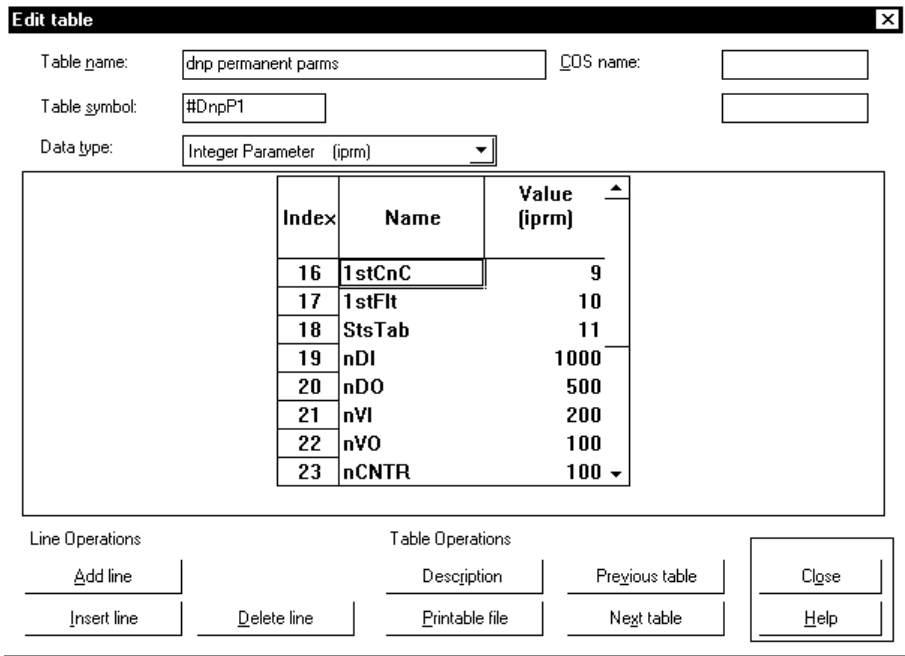 Edit table
Table name: dnp permanent parms COS name:
Table symbol: #DnpP1
Data type: Integer Parameter (iprm)
Index Name Value (iprm)
16 1stCnC 9
17 1stFlt 10
18 StsTab 11
19 nDI 1000
20 nDO 500
21 nVI 200
22 nVO 100
23 nCNTR 100
Line Operations Table Operations
Add line Description Previous table Close
Insert line Delete line Printable file Next table Help